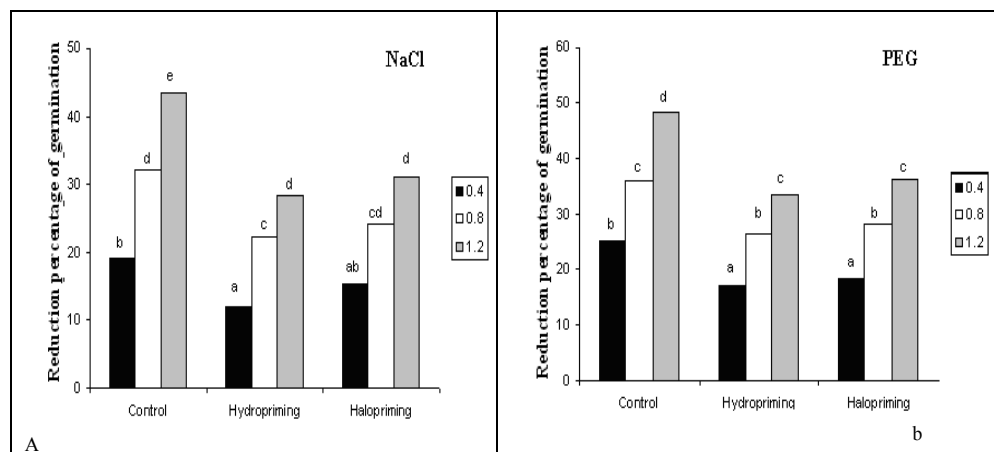 NaCl
Reduction percentage of germination
50
40
30
20
10
0
b
d
e
a
c
d
ab
cd
d
0.4
0.8
1.2
Control
Hydropriming
Halopriming
A
PEG
Reduction percentage of germination
60
50
40
30
20
10
0
b
c
d
a
b
c
a
b
c
0.4
0.8
1.2
Control
Hydropriming
Halopriming
b